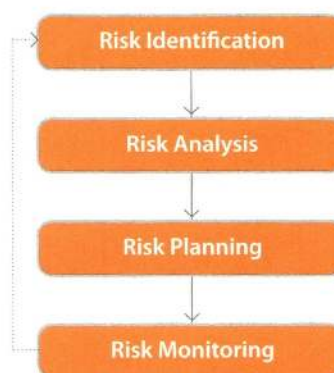 Risk Identification
Risk Analysis
Risk Planning
Risk Monitoring